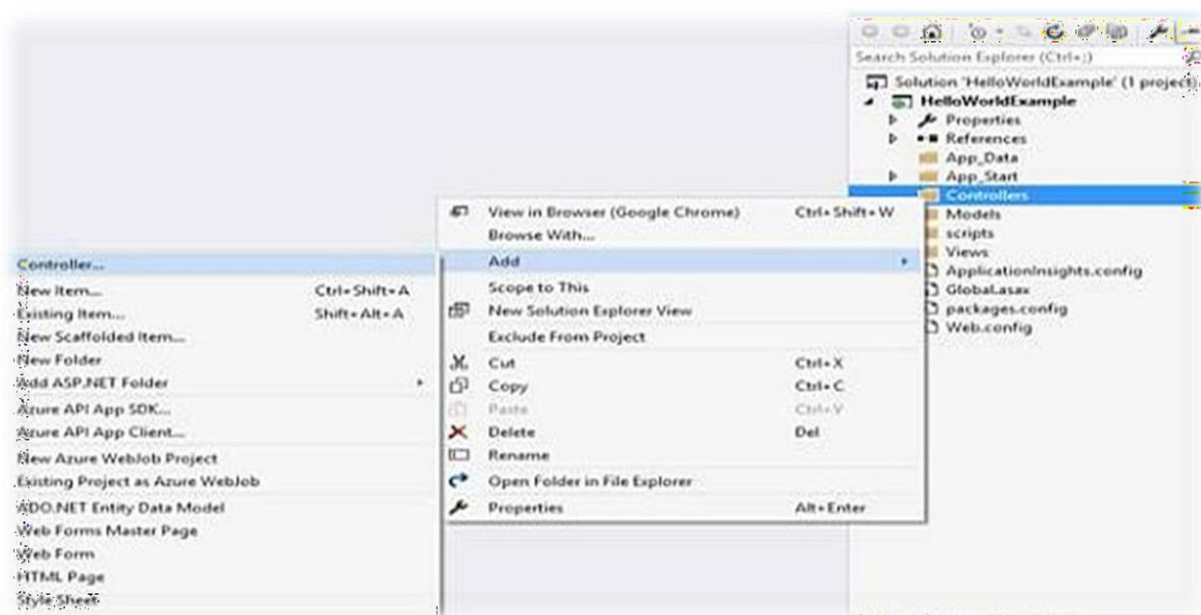 Search Solution Explorer (Ctrl+;)
Solution 'HelloWorldExample' (1 project)
HelloWorldExample
Properties
References
App_Data
App_Start
Controllers
Models
scripts
Views
ApplicationInsights.config
Global.asax
packages.config
Web.config
View in Browser (Google Chrome) Ctrl+Shift+W
Browse With...
Add
Scope to This
New Solution Explorer View
Exclude From Project
Cut Ctrl+X
Copy Ctrl+C
Paste Ctrl+V
Delete Del
Rename
Open Folder in File Explorer
Properties Alt+Enter
Controller...
New Item... Ctrl+Shift+A
Existing Item... Shift+Alt+A
New Scaffolded Item...
New Folder
Add ASP.NET Folder
Azure API App SDK...
Azure API App Client...
New Azure WebJob Project
Existing Project as Azure WebJob
ADO.NET Entity Data Model
Web Forms Master Page
Web Form
HTML Page
Style Sheet